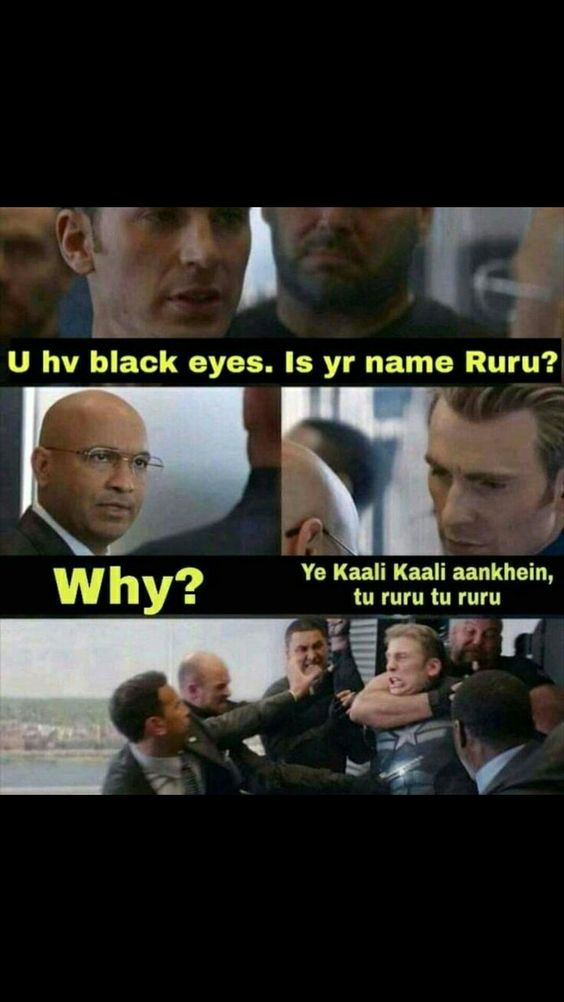 U hv black eyes. Is yr name Ruru?
Why?
Ye Kaali Kaali aankhein,
tu ruru tu ruru